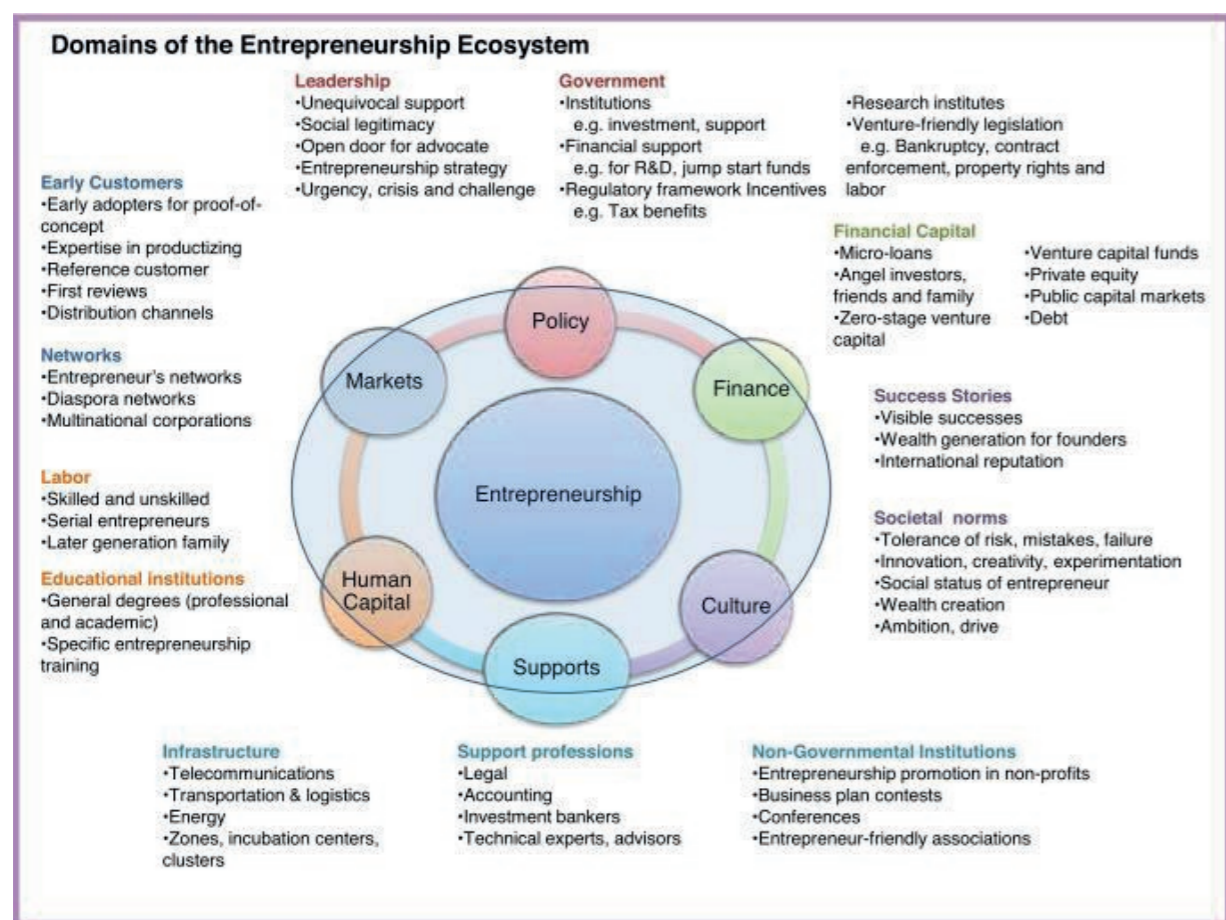 Domains of the Entrepreneurship Ecosystem
Leadership
•Unequivocal support
•Social legitimacy
•Open door for advocate
•Entrepreneurship strategy
•Urgency, crisis and challenge
Government
•Institutions
e.g. investment, support
•Financial support
e.g. for R&D, jump start funds
•Regulatory framework Incentives
e.g. Tax benefits
•Research institutes
•Venture-friendly legislation
e.g. Bankruptcy, contract
enforcement, property rights and
labor
Early Customers
•Early adopters for proof-of-
concept
•Expertise in productizing
•Reference customer
•First reviews
•Distribution channels
Financial Capital
•Micro-loans
•Angel investors,
friends and family
•Zero-stage venture
capital
•Venture capital funds
•Private equity
•Public capital markets
•Debt
Networks
•Entrepreneur's networks
•Diaspora networks
•Multinational corporations
Policy
Markets
Finance
Entrepreneurship
Human
Capital
Culture
Supports
Success Stories
•Visible successes
•Wealth generation for founders
•International reputation
Labor
•Skilled and unskilled
•Serial entrepreneurs
•Later generation family
Societal norms
•Tolerance of risk, mistakes, failure
•Innovation, creativity, experimentation
•Social status of entrepreneur
•Wealth creation
•Ambition, drive
Educational institutions
•General degrees (professional
and academic)
•Specific entrepreneurship
training
Infrastructure
•Telecommunications
•Transportation & logistics
•Energy
•Zones, incubation centers,
clusters
Support professions
•Legal
•Accounting
•Investment bankers
•Technical experts, advisors
Non-Governmental Institutions
•Entrepreneurship promotion in non-profits
•Business plan contests
•Conferences
•Entrepreneur-friendly associations